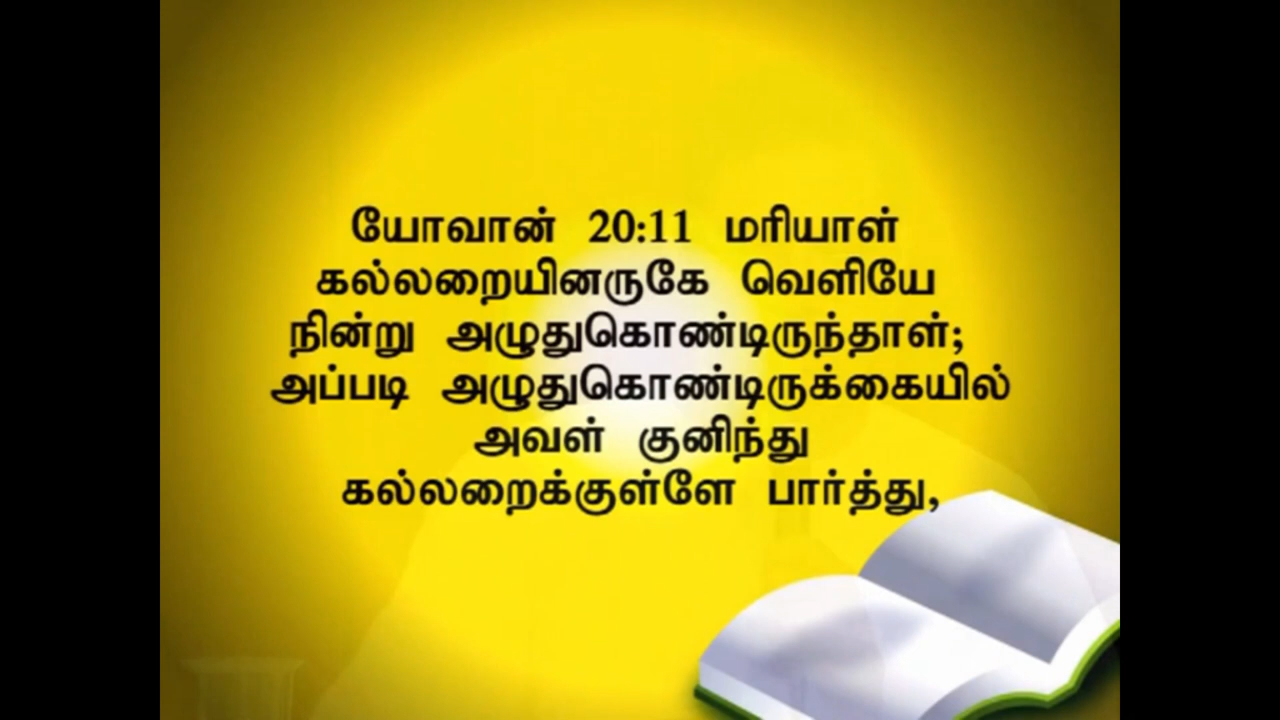 யோவான் 20:11 மரியாள்
கல்லறையினருகே வெளியே
நின்று அழுதுகொண்டிருந்தாள்;
அப்படி அழுதுகொண்டிருக்கையில்
அவள் குனிந்து
கல்லறைக்குள்ளே பார்த்து,